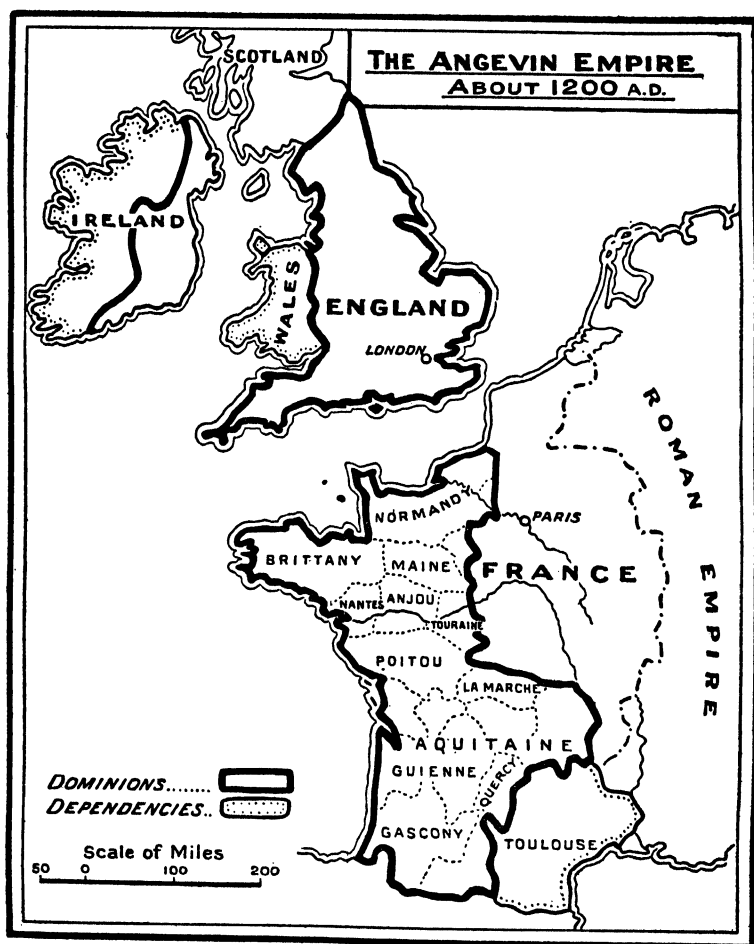 SCOTLAND
THE ANGEVIN EMPIRE
ABOUT 1200 A.D.
IRELAND
WALES
ENGLAND
LONDON
ROMAN EMPIRE
NORMANDY
PARIS
BRITTANY
MAINE
FRANCE
NANTES
ANJOU
TOURAINE
POITOU
LA MARCHE
AQUITAINE
GUIENNE
QUERCY
GASCONY
TOULOUSE
DOMINIONS........
DEPENDENCIES..
Scale of Miles
50 0 100 200